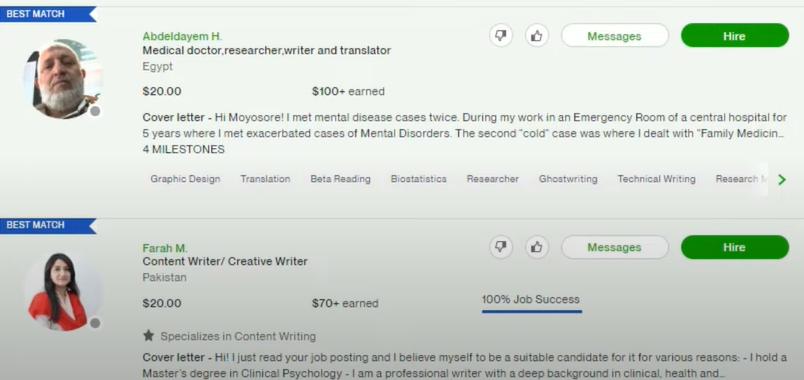 BEST MATCH
Abdeldayem H.
Messages
Hire
Medical doctor,researcher,writer and translator
Egypt
$20.00
$100+ earned
Cover letter - Hi Moyosore! I met mental disease cases twice. During my work in an Emergency Room of a central hospital for
5 years where I met exacerbated cases of Mental Disorders. The second "cold" case was where I dealt with "Family Medicin...
4 MILESTONES
Graphic Design Translation Beta Reading Biostatistics Researcher Ghostwriting Technical Writing Research
BEST MATCH
Farah M.
Messages
Hire
Content Writer/ Creative Writer
Pakistan
$20.00
$70+ earned
100% Job Success
Specializes in Content Writing
Cover letter - Hi! I just read your job posting and I believe myself to be a suitable candidate for it for various reasons: - I hold a
Master's degree in Clinical Psychology - I am a professional writer with a deep background in clinical, health and...